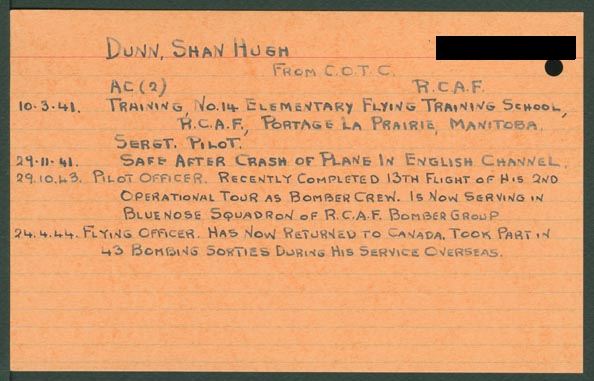 DUNN, SHAN HUGH
FROM C.O.T.C.
AC(2) R.C.A.F.
10.3.41. TRAINING, NO.14 ELEMENTARY FLYING TRAINING SCHOOL,
R.C.A.F., PORTAGE LA PRAIRIE, MANITOBA.
SERGT. PILOT.
29.11.41. SAFE AFTER CRASH OF PLANE IN ENGLISH CHANNEL.
29.10.43. PILOT OFFICER. RECENTLY COMPLETED 13TH FLIGHT OF HIS 2ND
OPERATIONAL TOUR AS BOMBER CREW. IS NOW SERVING IN
BLUENOSE SQUADRON OF R.C.A.F. BOMBER GROUP
24.4.44. FLYING OFFICER. HAS NOW RETURNED TO CANADA. TOOK PART IN
43 BOMBING SORTIES DURING HIS SERVICE OVERSEAS.